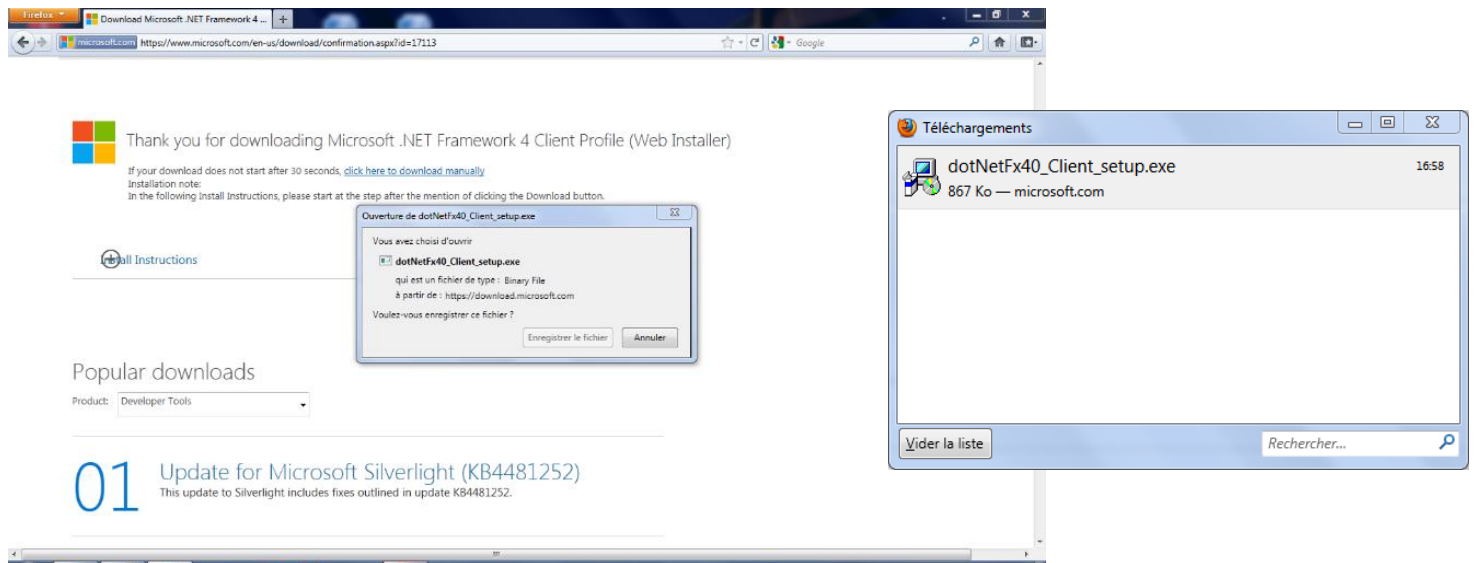 Firefox
Download Microsoft .NET Framework 4 ...
microsoft.com https://www.microsoft.com/en-us/download/confirmation.aspx?id=17113
Google
Thank you for downloading Microsoft .NET Framework 4 Client Profile (Web Installer)
If your download does not start after 30 seconds, click here to download manually
Installation note:
In the following Install Instructions, please start at the step after the mention of clicking the Download button.
Install Instructions
Ouverture de dotNetFx40_Client_setup.exe
Vous avez choisi d'ouvrir
dotNetFx40_Client_setup.exe
qui est un fichier de type : Binary File
à partir de : https://download.microsoft.com
Voulez-vous enregistrer ce fichier ?
Enregistrer le fichier Annuler
Popular downloads
Product: Developer Tools
01
Update for Microsoft Silverlight (KB4481252)
This update to Silverlight includes fixes outlined in update KB4481252.
Téléchargements
dotNetFx40_Client_setup.exe 16:58
867 Ko — microsoft.com
Vider la liste Rechercher...